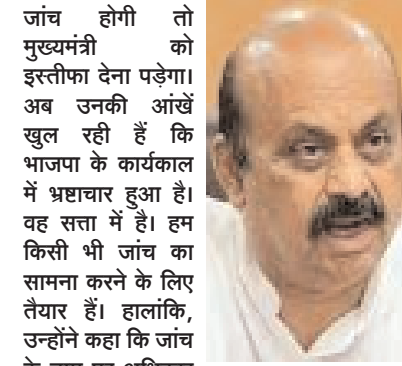 जांच होगी तो
मुख्यमंत्री को
इस्तीफा देना पड़ेगा।
अब उनकी आंखें
खुल रही हैं कि
भाजपा के कार्यकाल
में भ्रष्टाचार हुआ है।
वह सत्ता में है। हम
किसी भी जांच का
सामना करने के लिए
तैयार हैं। हालांकि,
उन्होंने कहा कि जांच